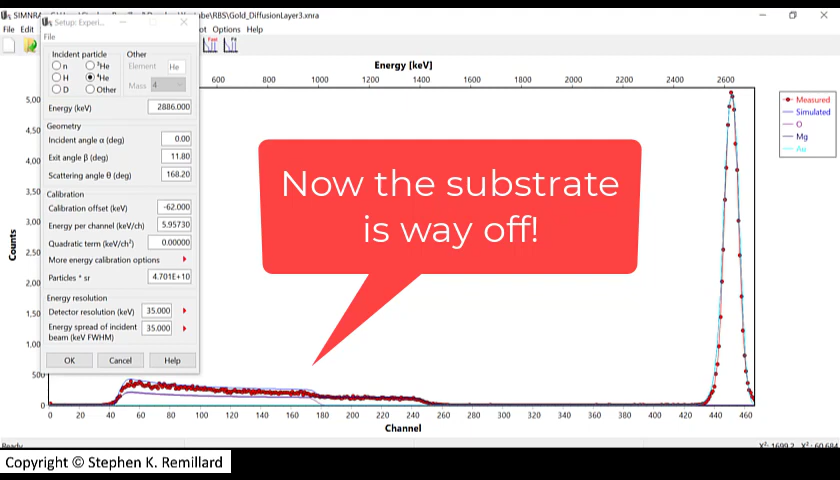 SIMNRA
Setup: Experi...
RBS\Gold_DiffusionLayer3.xnra
File Edit
Options Help
File
Fast
Fit
Incident particle
Other
n
³He
Element
He
H
⁴He
Mass
4
D
Other
Energy (keV)
2886.000
Geometry
Incident angle α (deg)
0.00
Exit angle β (deg)
11.80
Scattering angle θ (deg)
168.20
Calibration
Calibration offset (keV)
-62.000
Energy per channel (keV/ch)
5.95730
Quadratic term (keV/ch²)
0.00000
More energy calibration options
Particles * sr
4.701E+10
Energy resolution
Detector resolution (keV)
35.000
Energy spread of incident
beam (keV FWHM)
35.000
OK Cancel Help
Energy [keV]
600 800 1000 1200 1400 1600 1800 2000 2200 2400 2600
Measured
Simulated
O
Mg
Au
Now the substrate
is way off!
Counts
500
0
0 20 40 60 80 100 120 140 160 180 200 220 240 260 280 300 320 340 360 380 400 420 440 460
Channel
Ready
Copyright © Stephen K. Remillard